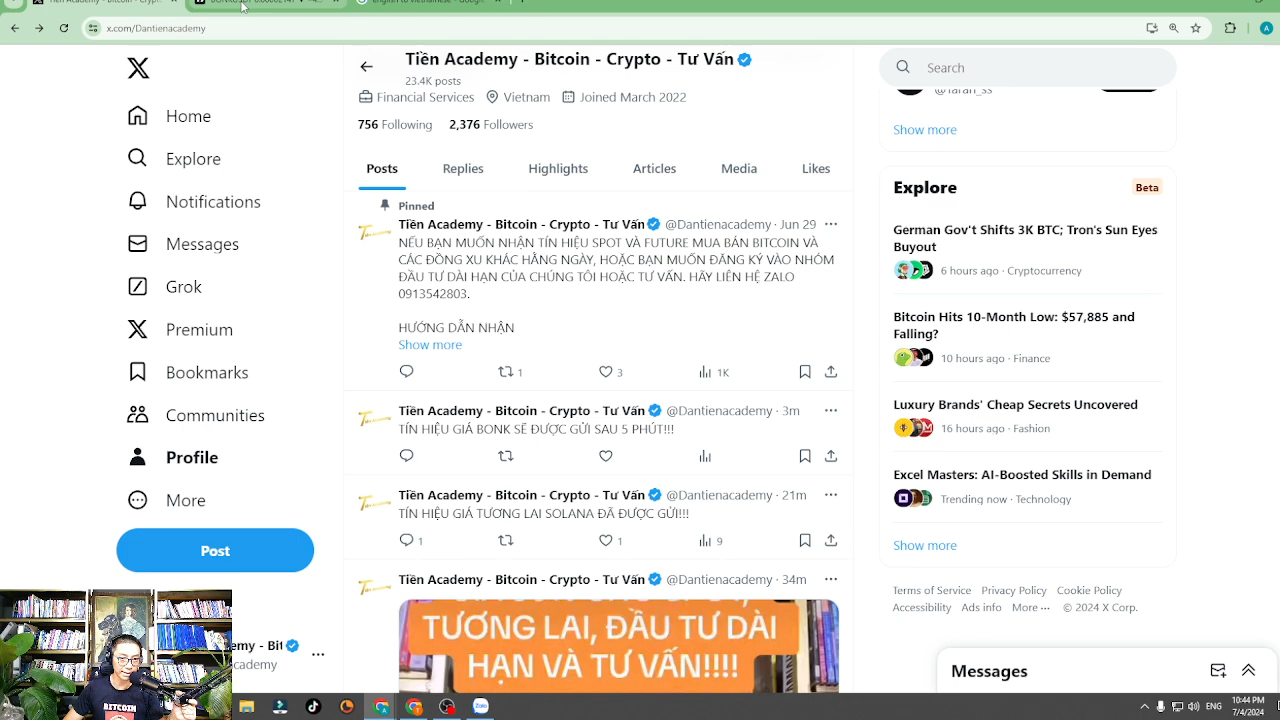 Tiền Academy - Bitcoin - Cry
x.com/Dantienacademy
Tiền Academy - Bitcoin - Crypto - Tư Vấn
23.4K posts
Financial Services Vietnam Joined March 2022
756 Following 2,376 Followers
Posts Replies Highlights Articles Media Likes
Pinned
Tiền Academy - Bitcoin - Crypto - Tư Vấn @Dantienacademy · Jun 29
NẾU BẠN MUỐN NHẬN TÍN HIỆU SPOT VÀ FUTURE MUA BÁN BITCOIN VÀ
CÁC ĐỒNG XU KHÁC HẰNG NGÀY, HOẶC BẠN MUỐN ĐĂNG KÝ VÀO NHÓM
ĐẦU TƯ DÀI HẠN CỦA CHÚNG TÔI HOẶC TƯ VẤN. HÃY LIÊN HỆ ZALO
0913542803.
HƯỚNG DẪN NHẬN
Show more
1 3 1K
Tiền Academy - Bitcoin - Crypto - Tư Vấn @Dantienacademy · 3m
TÍN HIỆU GIÁ BONK SẼ ĐƯỢC GỬI SAU 5 PHÚT!!!
Tiền Academy - Bitcoin - Crypto - Tư Vấn @Dantienacademy · 21m
TÍN HIỆU GIÁ TƯƠNG LAI SOLANA ĐÃ ĐƯỢC GỬI!!!
1 1 9
Tiền Academy - Bitcoin - Crypto - Tư Vấn @Dantienacademy · 34m
TƯƠNG LAI, ĐẦU TƯ DÀI
HẠN VÀ TƯ VẤN!!!!
Home
Explore
Notifications
Messages
Grok
Premium
Bookmarks
Communities
Profile
More
Post
emy - Bit
cademy
Search
@Taran_ss
Show more
Explore Beta
German Gov't Shifts 3K BTC; Tron's Sun Eyes
Buyout
6 hours ago · Cryptocurrency
Bitcoin Hits 10-Month Low: $57,885 and
Falling?
10 hours ago · Finance
Luxury Brands' Cheap Secrets Uncovered
16 hours ago · Fashion
Excel Masters: AI-Boosted Skills in Demand
Trending now · Technology
Show more
Terms of Service Privacy Policy Cookie Policy
Accessibility Ads info More ··· © 2024 X Corp.
Messages
Zalo
ENG
10:44 PM
7/4/2024